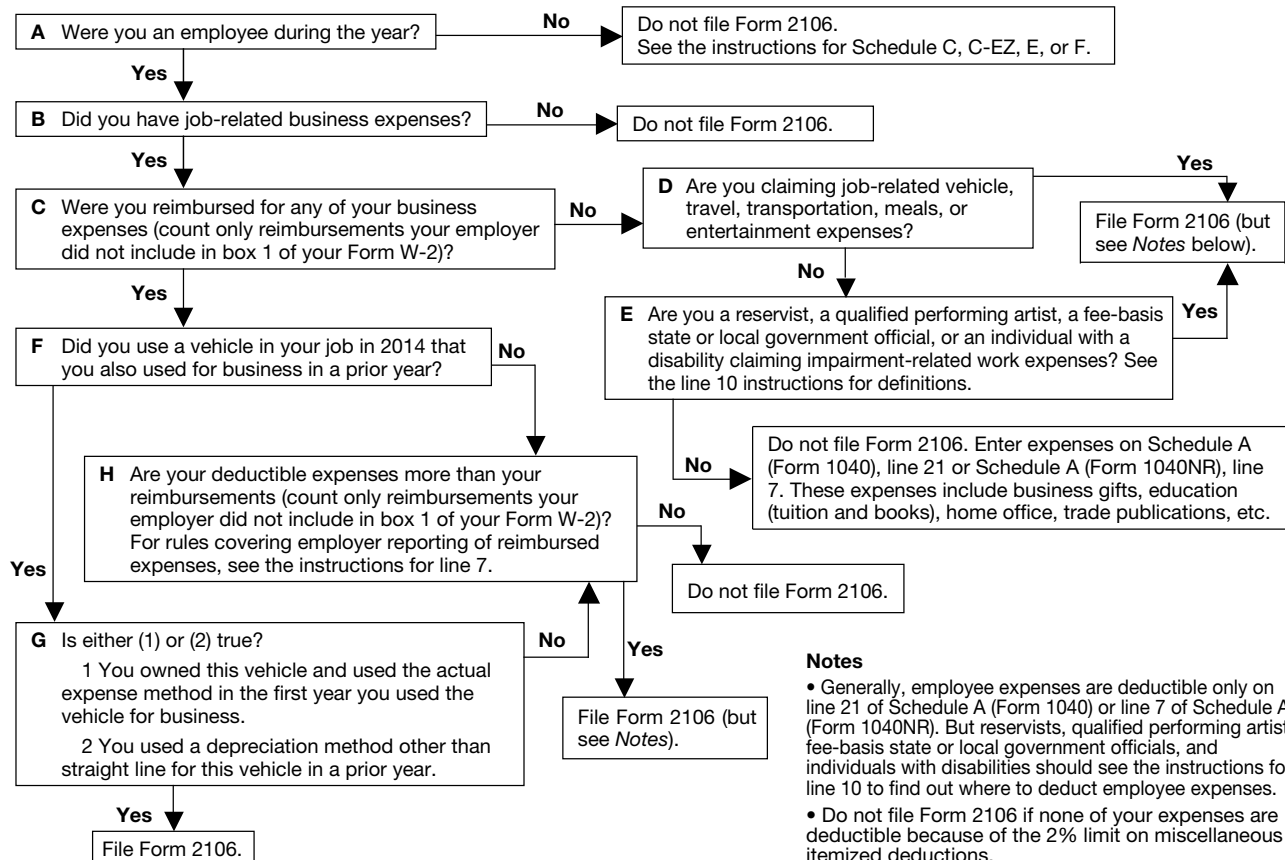 A Were you an employee during the year?
No
Do not file Form 2106.
See the instructions for Schedule C, C-EZ, E, or F.
Yes
B Did you have job-related business expenses?
No
Do not file Form 2106.
Yes
C Were you reimbursed for any of your business
expenses (count only reimbursements your employer
did not include in box 1 of your Form W-2)?
No
D Are you claiming job-related vehicle,
travel, transportation, meals, or
entertainment expenses?
Yes
File Form 2106 (but
see Notes below).
No
E Are you a reservist, a qualified performing artist, a fee-basis
state or local government official, or an individual with a
disability claiming impairment-related work expenses? See
the line 10 instructions for definitions.
Yes
No
Do not file Form 2106. Enter expenses on Schedule A
(Form 1040), line 21 or Schedule A (Form 1040NR), line
7. These expenses include business gifts, education
(tuition and books), home office, trade publications, etc.
Yes
F Did you use a vehicle in your job in 2014 that
you also used for business in a prior year?
No
H Are your deductible expenses more than your
reimbursements (count only reimbursements your
employer did not include in box 1 of your Form W-2)?
For rules covering employer reporting of reimbursed
expenses, see the instructions for line 7.
No
Do not file Form 2106.
Yes
File Form 2106 (but
see Notes).
Yes
G Is either (1) or (2) true?
1 You owned this vehicle and used the actual
expense method in the first year you used the
vehicle for business.
2 You used a depreciation method other than
straight line for this vehicle in a prior year.
No
Yes
File Form 2106.
Notes
• Generally, employee expenses are deductible only on
line 21 of Schedule A (Form 1040) or line 7 of Schedule A
(Form 1040NR). But reservists, qualified performing artist
fee-basis state or local government officials, and
individuals with disabilities should see the instructions fo
line 10 to find out where to deduct employee expenses.
• Do not file Form 2106 if none of your expenses are
deductible because of the 2% limit on miscellaneous
itemized deductions.